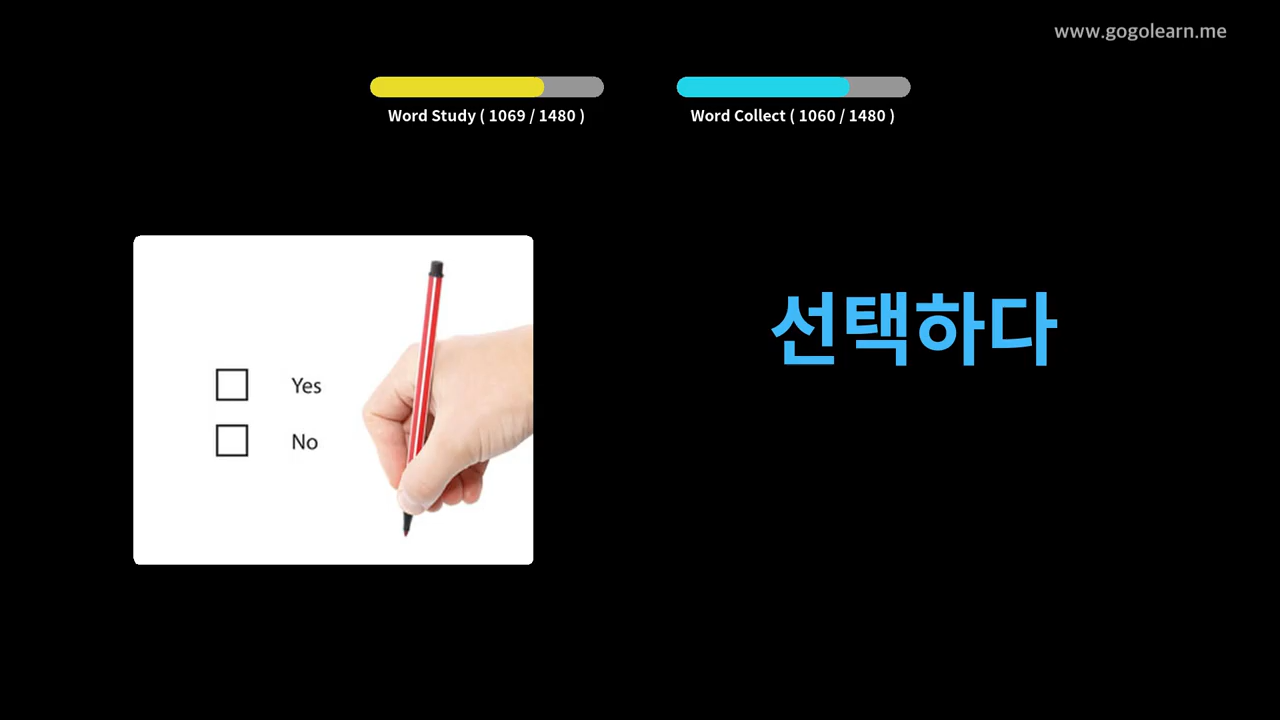 www.gogolearn.me
Word Study ( 1069 / 1480 )
Word Collect ( 1060 / 1480 )
선택하다
Yes
No